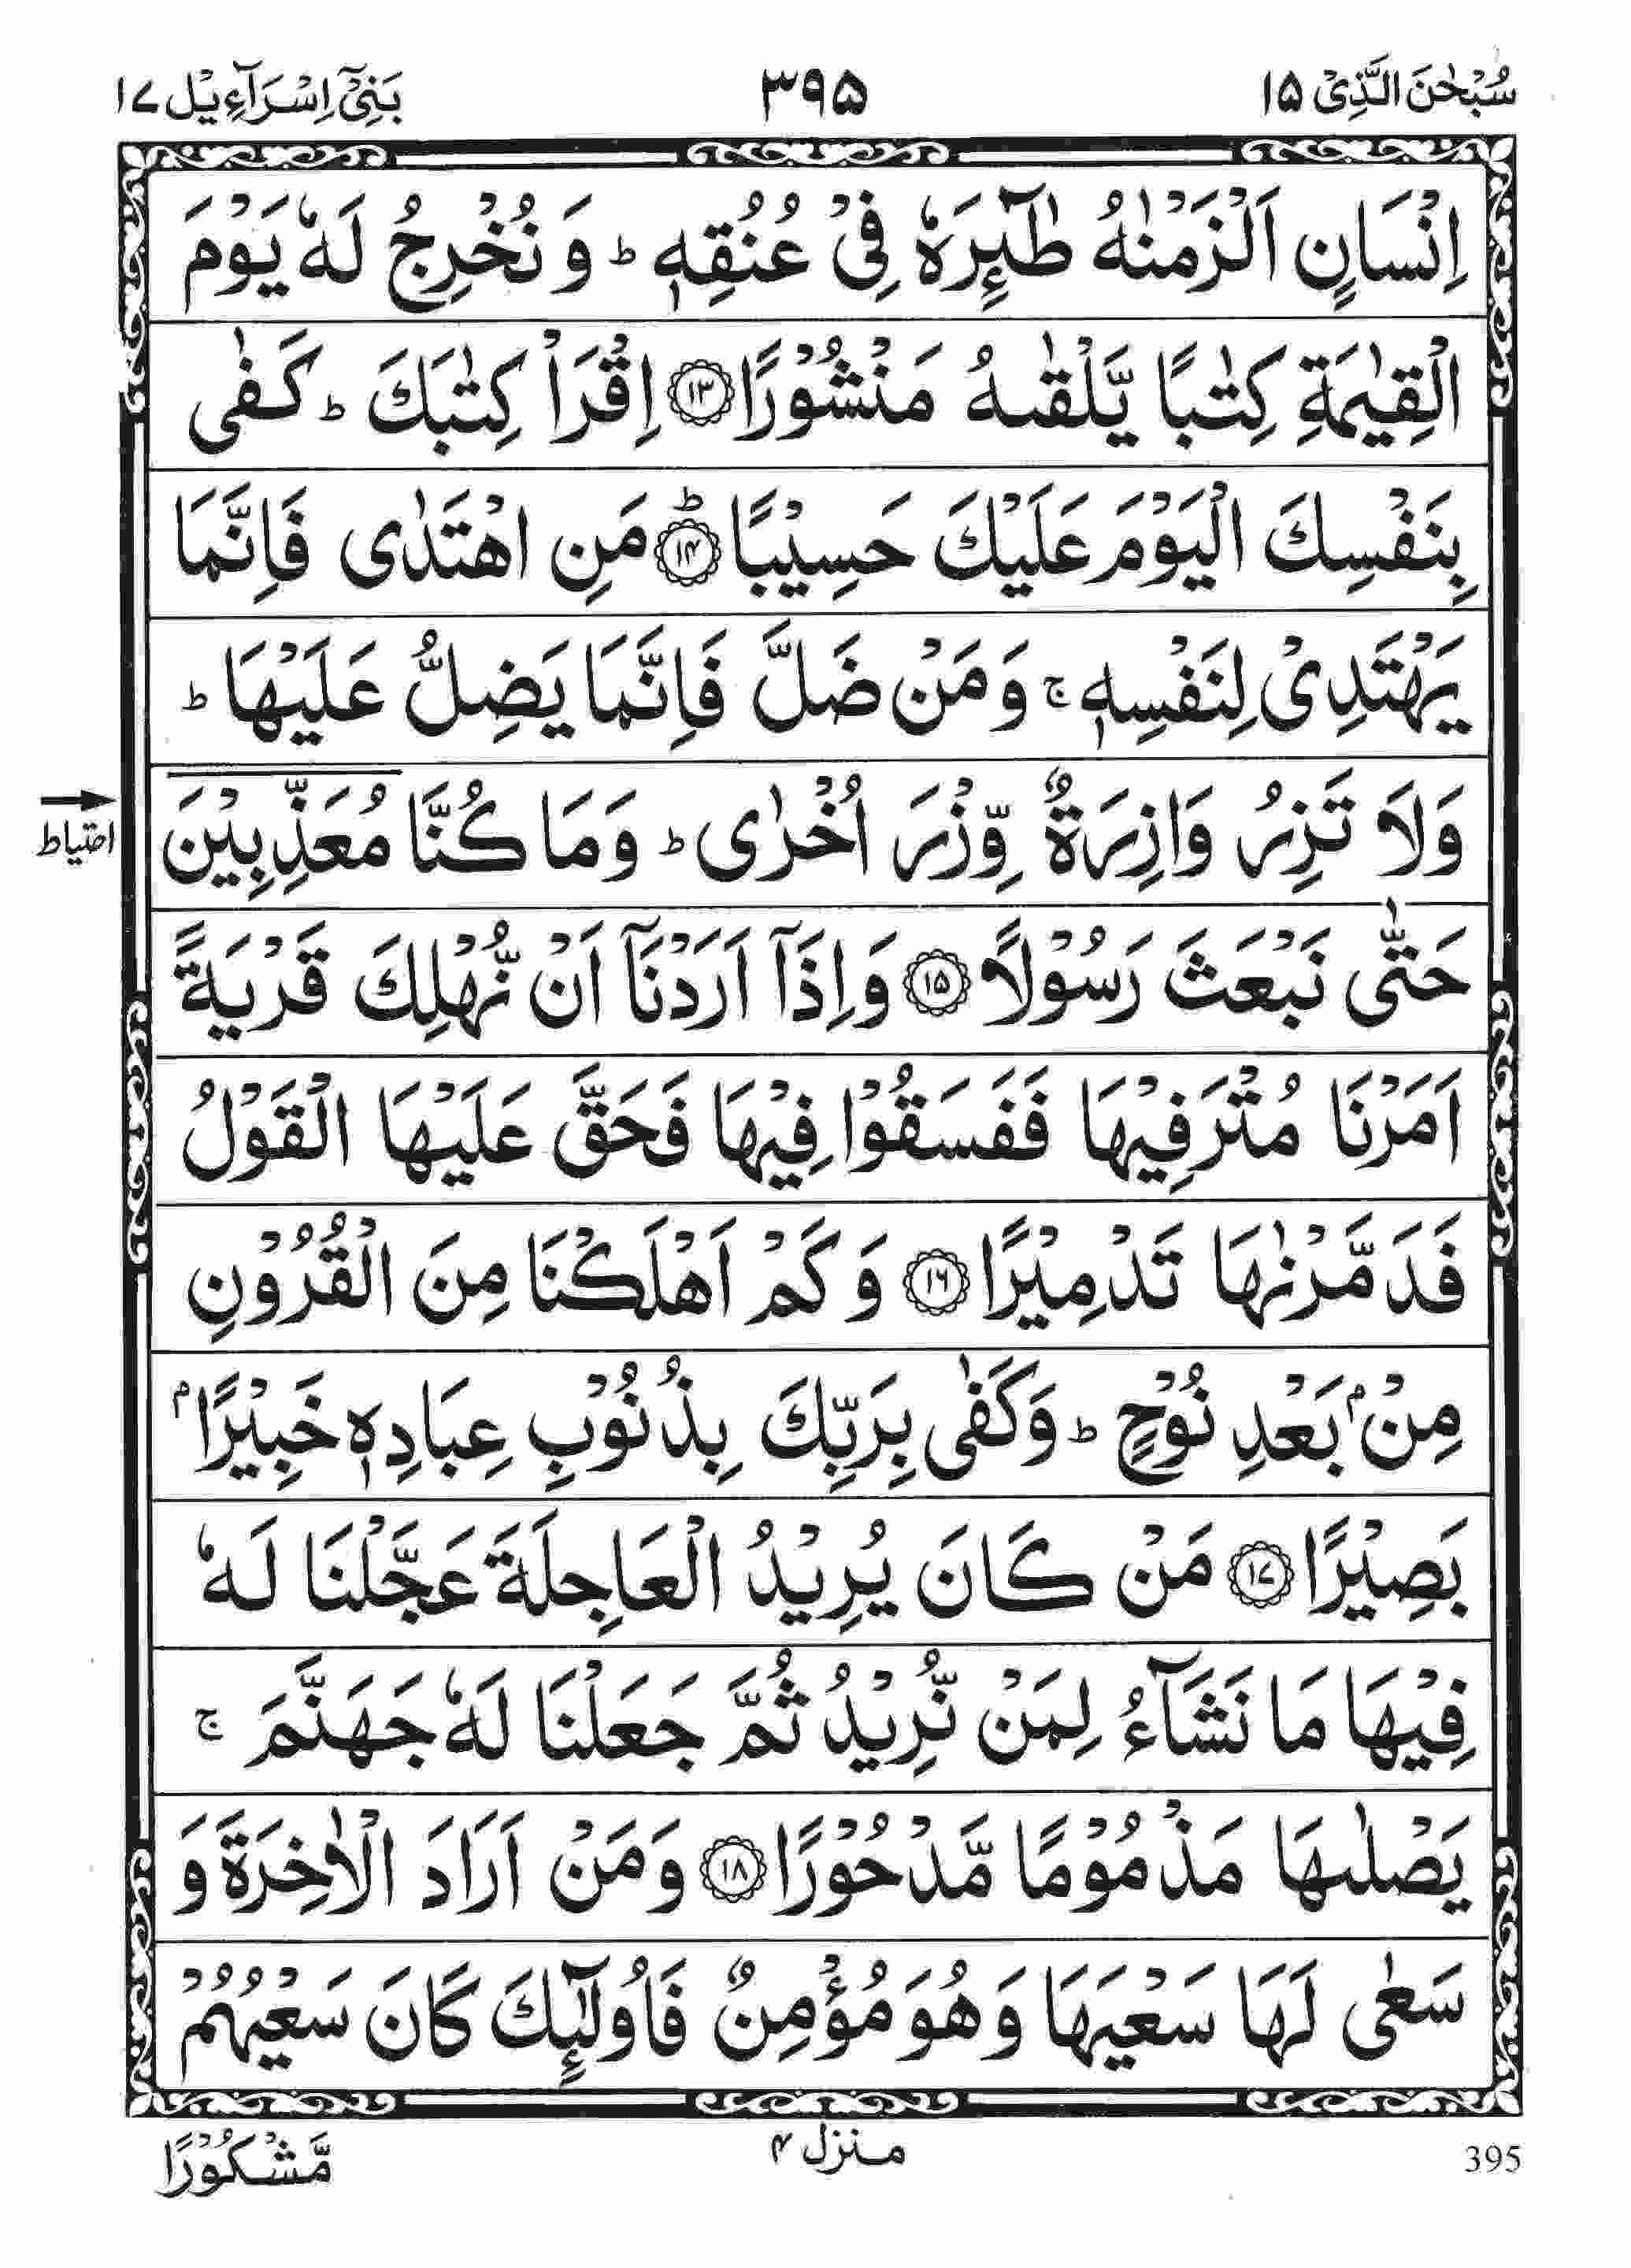 سُبْحٰنَ الَّذِیْۤ ۱۵
۳۹۵
بَنِیْۤ اِسْرَآءِیْل ۱۷
اِنْسَانٍ اَلْزَمْنٰهُ طٰٓئِرَهٗ فِیْ عُنُقِهٖ ؕ وَ نُخْرِجُ لَهٗ یَوْمَ
الْقِیٰمَةِ كِتٰبًا یَّلْقٰىهُ مَنْشُوْرًا ﴿۱۳﴾ اِقْرَاْ كِتٰبَكَ ؕ كَفٰی
بِنَفْسِكَ الْیَوْمَ عَلَیْكَ حَسِیْبًا ﴿۱۴﴾ؕ مَنِ اهْتَدٰی فَاِنَّمَا
یَهْتَدِیْ لِنَفْسِهٖ ۚ وَ مَنْ ضَلَّ فَاِنَّمَا یَضِلُّ عَلَیْهَا ؕ
وَلَا تَزِرُ وَازِرَةٌ وِّزْرَ اُخْرٰی ؕ وَمَا كُنَّا مُعَذِّبِیْنَ
احتیاط
حَتّٰی نَبْعَثَ رَسُوْلًا ﴿۱۵﴾ وَاِذَاۤ اَرَدْنَاۤ اَنْ نُّهْلِكَ قَرْیَةً
اَمَرْنَا مُتْرَفِیْهَا فَفَسَقُوْا فِیْهَا فَحَقَّ عَلَیْهَا الْقَوْلُ
فَدَمَّرْنٰهَا تَدْمِیْرًا ﴿۱۶﴾ وَ كَمْ اَهْلَكْنَا مِنَ الْقُرُوْنِ
مِنْۢ بَعْدِ نُوْحٍ ؕ وَكَفٰی بِرَبِّكَ بِذُنُوْبِ عِبَادِهٖ خَبِیْرًۢا
بَصِیْرًا ﴿۱۷﴾ مَنْ كَانَ یُرِیْدُ الْعَاجِلَةَ عَجَّلْنَا لَهٗ
فِیْهَا مَا نَشَآءُ لِمَنْ نُّرِیْدُ ثُمَّ جَعَلْنَا لَهٗ جَهَنَّمَ ۚ
یَصْلٰىهَا مَذْمُوْمًا مَّدْحُوْرًا ﴿۱۸﴾ وَمَنْ اَرَادَ الْاٰخِرَةَ وَ
سَعٰی لَهَا سَعْیَهَا وَهُوَ مُؤْمِنٌ فَاُولٰٓئِكَ كَانَ سَعْیُهُمْ
مَّشْكُوْرًا
منزل ۴
395